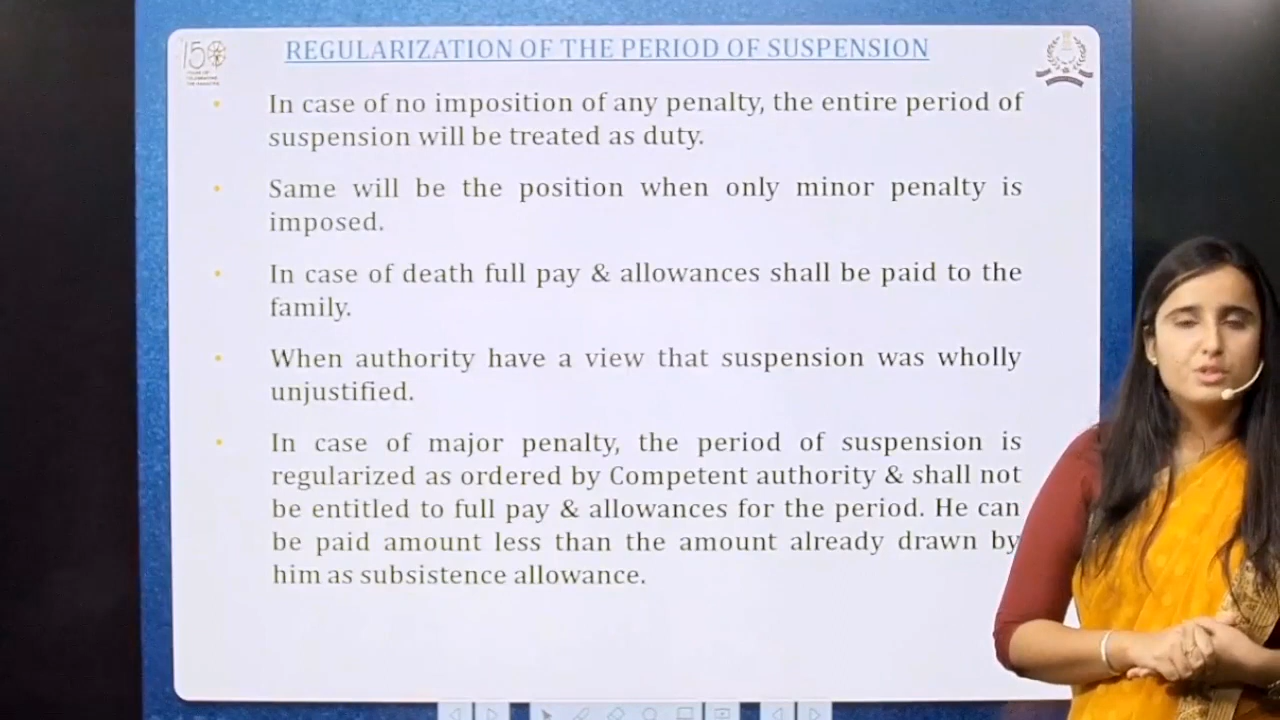 REGULARIZATION OF THE PERIOD OF SUSPENSION
150
In case of no imposition of any penalty, the entire period of
suspension will be treated as duty.
Same will be the position when only minor penalty is
imposed.
In case of death full pay & allowances shall be paid to the
family.
When authority have a view that suspension was wholly
unjustified.
In case of major penalty, the period of suspension is
regularized as ordered by Competent authority & shall not
be entitled to full pay & allowances for the period. He can
be paid amount less than the amount already drawn by
him as subsistence allowance.